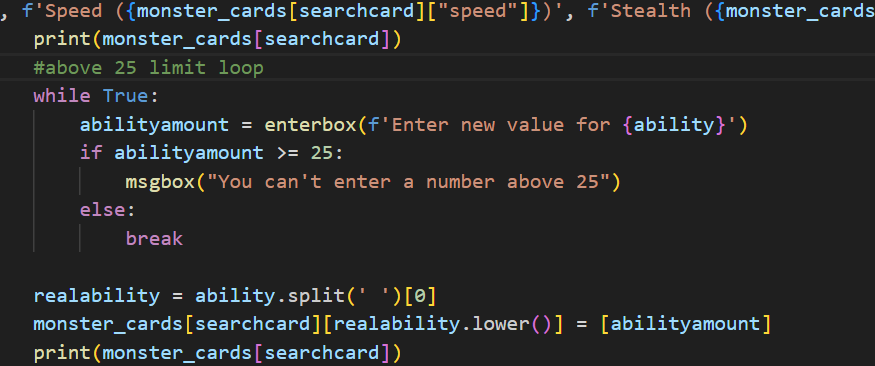 , f'Speed ({monster_cards[searchcard]["speed"]})', f'Stealth ({monster_cards
print(monster_cards[searchcard])
#above 25 limit loop
while True:
abilityamount = enterbox(f'Enter new value for {ability}')
if abilityamount >= 25:
msgbox("You can't enter a number above 25")
else:
break
realability = ability.split(' ')[0]
monster_cards[searchcard][realability.lower()] = [abilityamount]
print(monster_cards[searchcard])